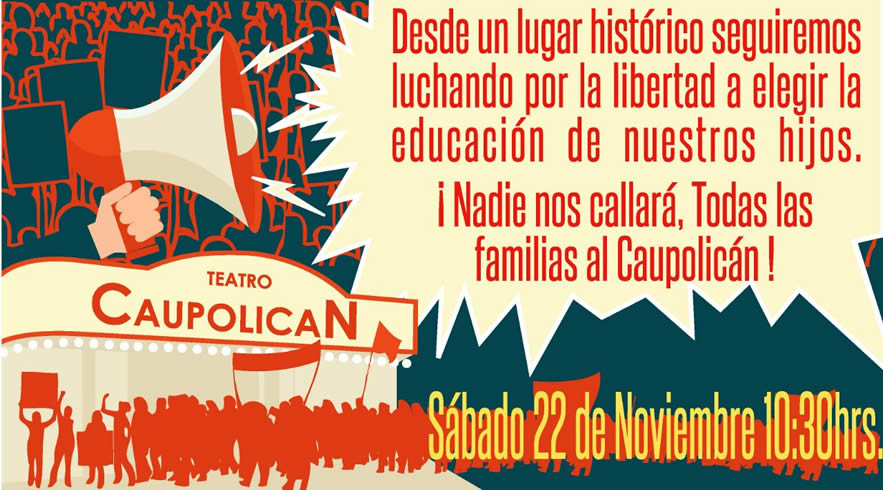 Desde un lugar histórico seguiremos
luchando por la libertad a elegir la
educación de nuestros hijos.
¡Nadie nos callará, Todas las
familias al Caupolicán!
TEATRO
CAUPOLICAN
Sábado 22 de Noviembre 10:30hrs.